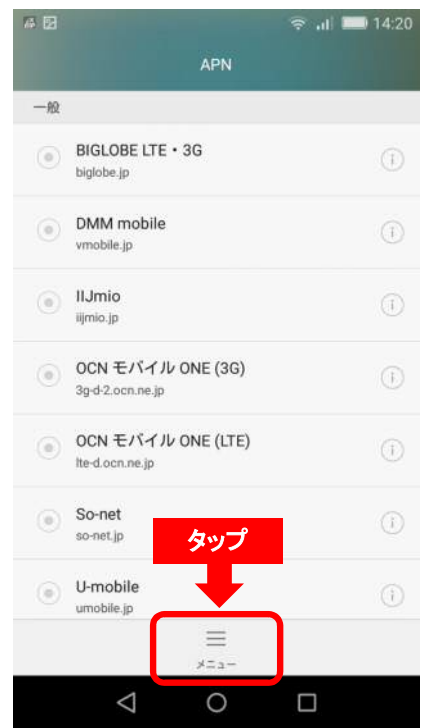 14:20
APN
一般
BIGLOBE LTE・3G
biglobe.jp
DMM mobile
vmobile.jp
IIJmio
iijmio.jp
OCN モバイル ONE (3G)
3g-d-2.ocn.ne.jp
OCN モバイル ONE (LTE)
lte-d.ocn.ne.jp
So-net
so-net.jp
タップ
U-mobile
umobile.jp
メニュー